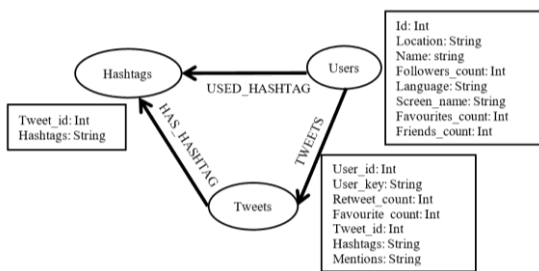 Id: Int
Location: String
Name: string
Followers_count: Int
Language: String
Screen_name: String
Favourites_count: Int
Friends_count: Int
Users
Hashtags
USED_HASHTAG
Tweet_id: Int
Hashtags: String
HAS_HASHTAG
TWEETS
Tweets
User_id: Int
User_key: String
Retweet_count: Int
Favourite count: Int
Tweet_id: Int
Hashtags: String
Mentions: String